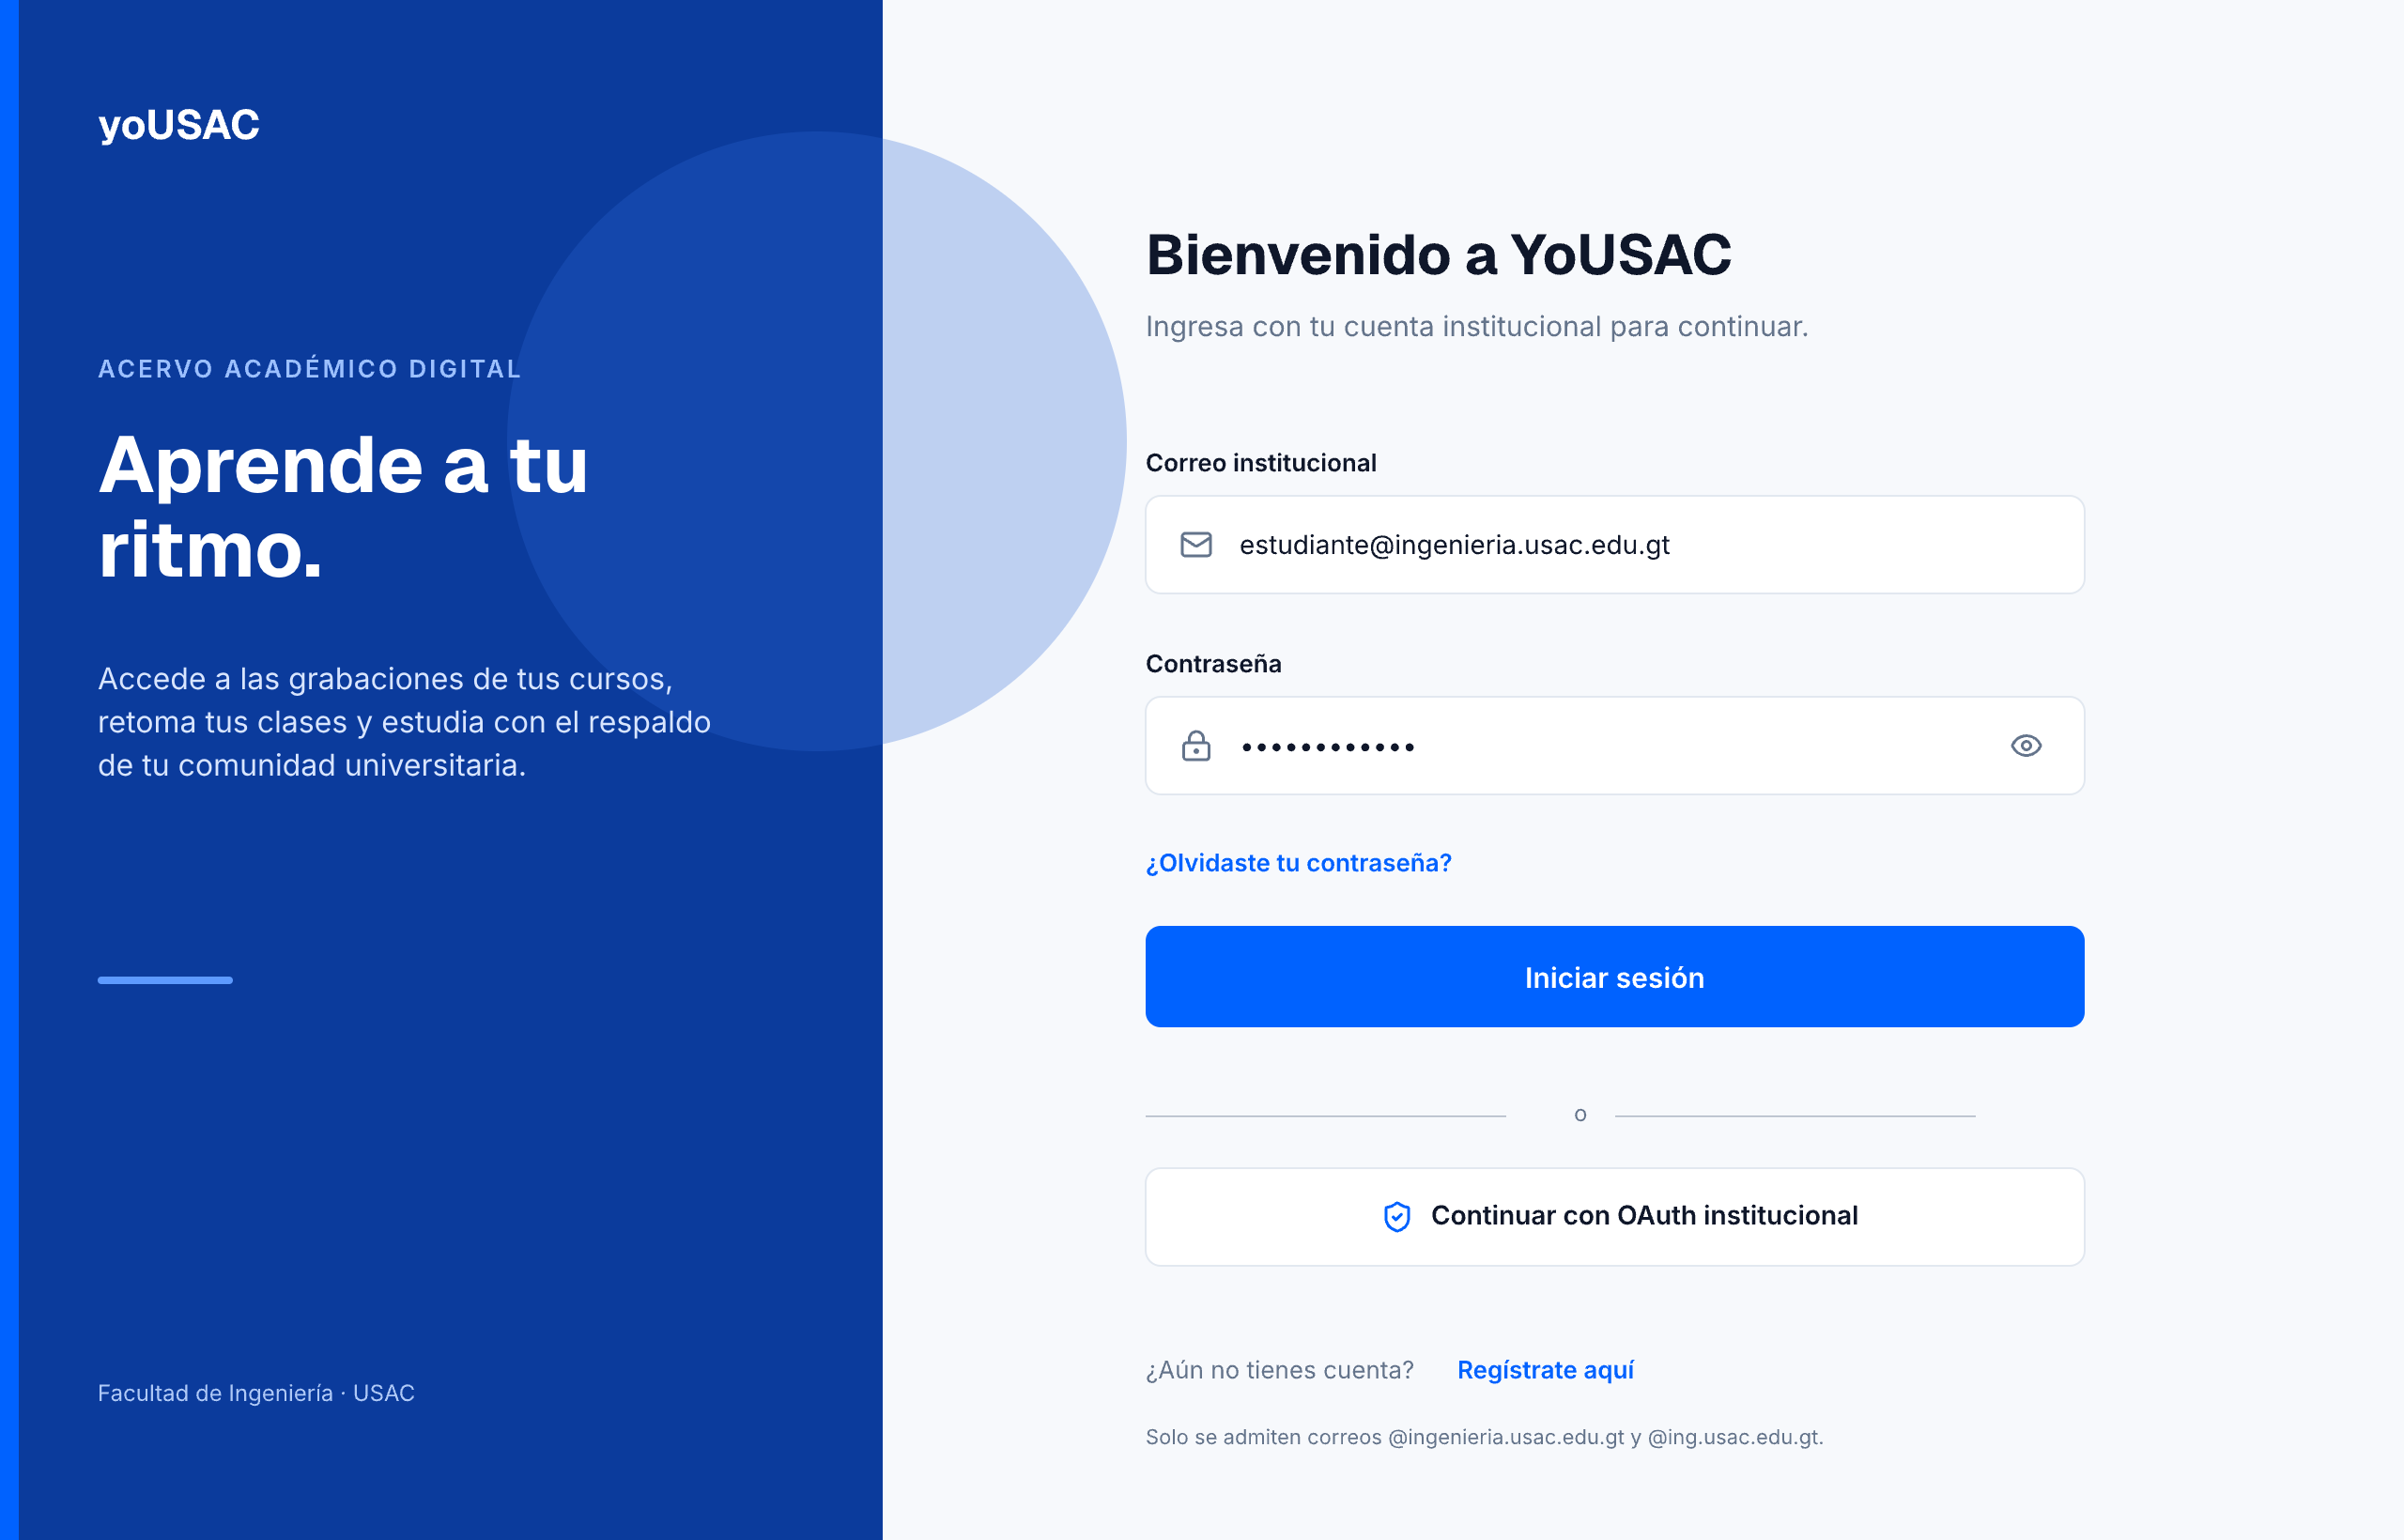 yoUSAC
ACERVO ACADÉMICO DIGITAL
Aprende a tu
ritmo.
Accede a las grabaciones de tus cursos,
retoma tus clases y estudia con el respaldo
de tu comunidad universitaria.
Facultad de Ingeniería · USAC
Bienvenido a YoUSAC
Ingresa con tu cuenta institucional para continuar.
Correo institucional
estudiante@ingenieria.usac.edu.gt
Contraseña
••••••••••••
¿Olvidaste tu contraseña?
Iniciar sesión
o
Continuar con OAuth institucional
¿Aún no tienes cuenta? Regístrate aquí
Solo se admiten correos @ingenieria.usac.edu.gt y @ing.usac.edu.gt.